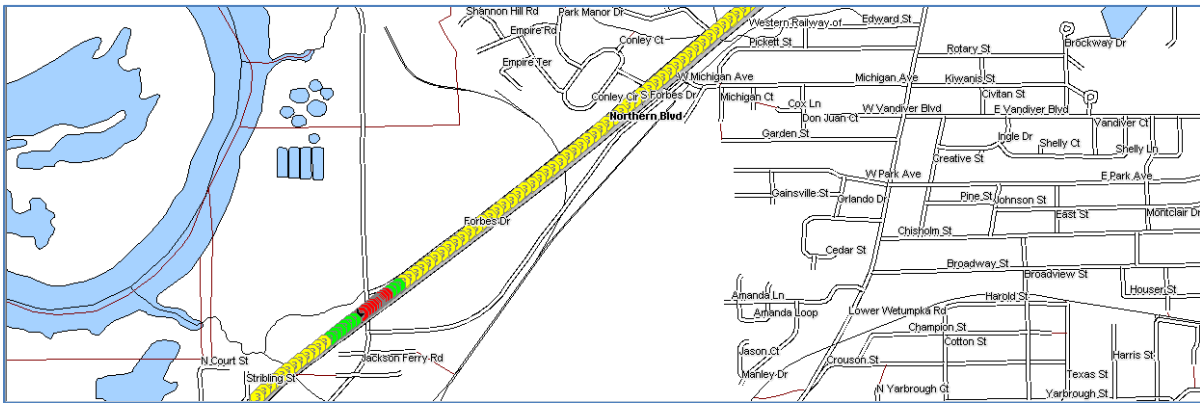 Shannon Hill Rd
Park Manor Dr
Edward St
Western Railway of
Empire Rd
Conley Ct
Pickett St
Rotary St
Brockway Dr
Empire Ter
W Michigan Ave
Michigan Ave
Kiwanis St
Conley Cir
S Forbes Dr
Michigan Ct
Cox Ln
Civitan St
W Vandiver Blvd
E Vandiver Blvd
Northern Blvd
Don Juan Ct
Vandiver Ct
Garden St
Ingle Dr
Shelly Ct
Shelly Ln
Creative St
W Park Ave
E Park Ave
Gainsville St
Orlando Dr
Pine St
Johnson St
East St
Montclair Dr
Forbes Dr
Chisholm St
Cedar St
Broadway St
Broadview St
Houser St
Amanda Ln
Harold St
Amanda Loop
Lower Wetumpka Rd
Champion St
Cotton St
Jason Ct
Harris St
N Court St
Jackson Ferry Rd
Crouson St
Manley Dr
Texas St
Stribling St
N Yarbrough Ct
Yarbrough St